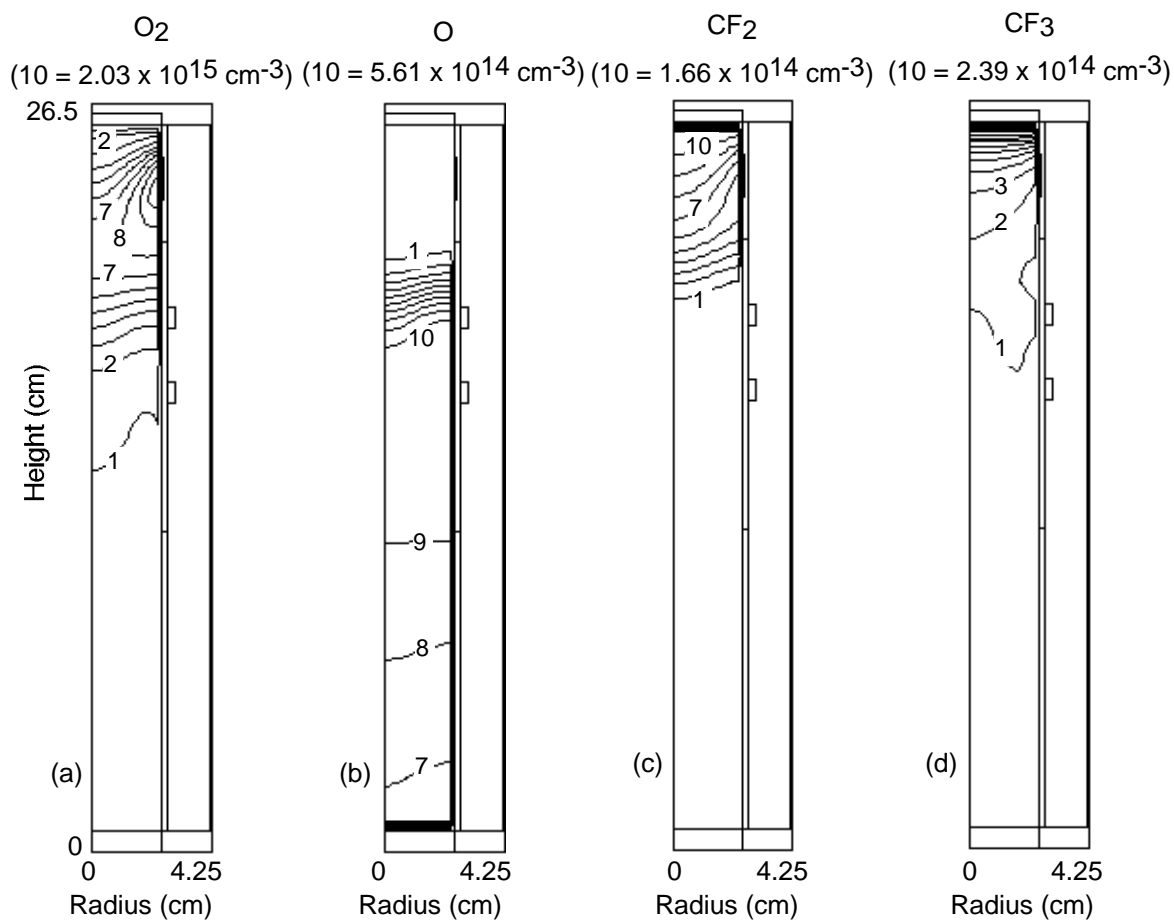 O2 O CF2 CF3
(10 = 2.03 x 10^15 cm-3) (10 = 5.61 x 10^14 cm-3) (10 = 1.66 x 10^14 cm-3) (10 = 2.39 x 10^14 cm-3)
26.5
Height (cm)
0
2
7
8
7
2
1
(a)
0 4.25
Radius (cm)
1
10
9
8
7
(b)
0 4.25
Radius (cm)
10
7
1
(c)
0 4.25
Radius (cm)
3
2
1
(d)
0 4.25
Radius (cm)